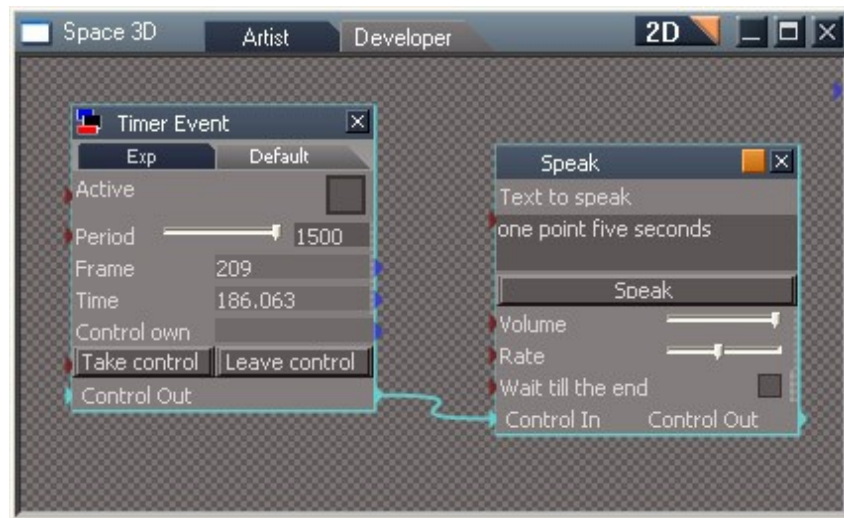 Space 3D Artist Developer 2D
Timer Event
Exp Default
Active
Period 1500
Frame 209
Time 186.063
Control own
Take control Leave control
Control Out
Speak
Text to speak
one point five seconds
Speak
Volume
Rate
Wait till the end
Control In Control Out